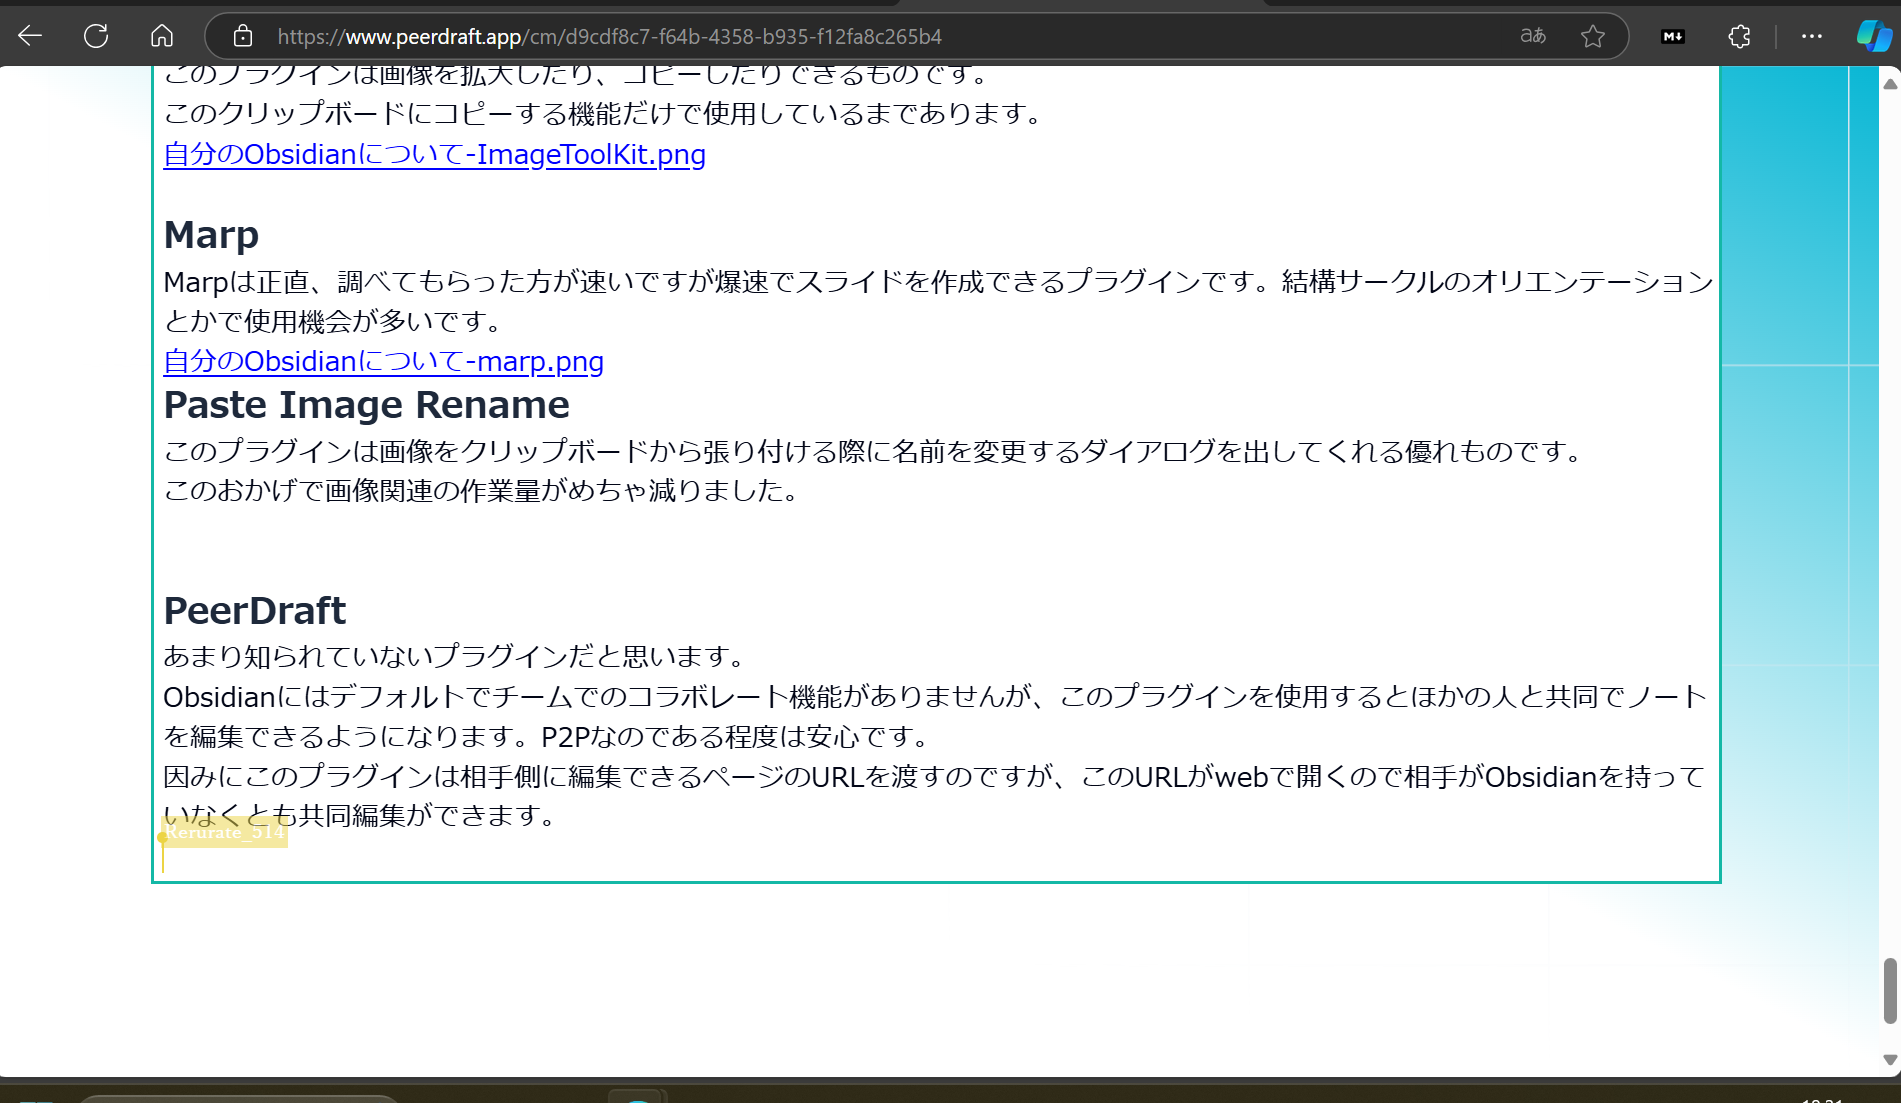 https://www.peerdraft.app/cm/d9cdf8c7-f64b-4358-b935-f12fa8c265b4
aあ
M↓
このプラグインは画像を拡大したり、コピーしたりできるものです。
このクリップボードにコピーする機能だけで使用しているまであります。
自分のObsidianについて-ImageToolKit.png
Marp
Marpは正直、調べてもらった方が速いですが爆速でスライドを作成できるプラグインです。結構サークルのオリエンテーション
とかで使用機会が多いです。
自分のObsidianについて-marp.png
Paste Image Rename
このプラグインは画像をクリップボードから張り付ける際に名前を変更するダイアログを出してくれる優れものです。
このおかげで画像関連の作業量がめちゃ減りました。
PeerDraft
あまり知られていないプラグインだと思います。
Obsidianにはデフォルトでチームでのコラボレート機能がありませんが、このプラグインを使用するとほかの人と共同でノート
を編集できるようになります。P2Pなのである程度は安心です。
因みにこのプラグインは相手側に編集できるページのURLを渡すのですが、このURLがwebで開くので相手がObsidianを持って
いなくとも共同編集ができます。
Rerurate_514